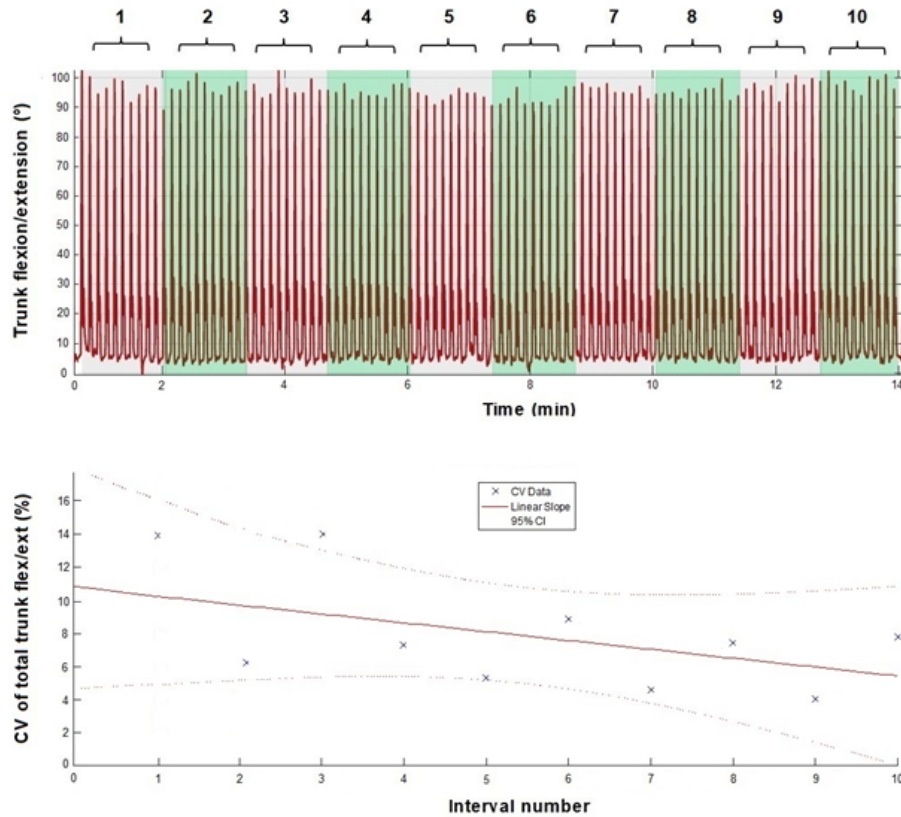 1 2 3 4 5 6 7 8 9 10
Trunk flexion/extension (°)
100
90
80
70
60
50
40
30
20
10
0
0 2 4 6 8 10 12 14
Time (min)
CV of total trunk flex/ext (%)
16
14
12
10
8
6
4
2
0
CV Data
Linear Slope
95% CI
0 1 2 3 4 5 6 7 8 9 10
Interval number